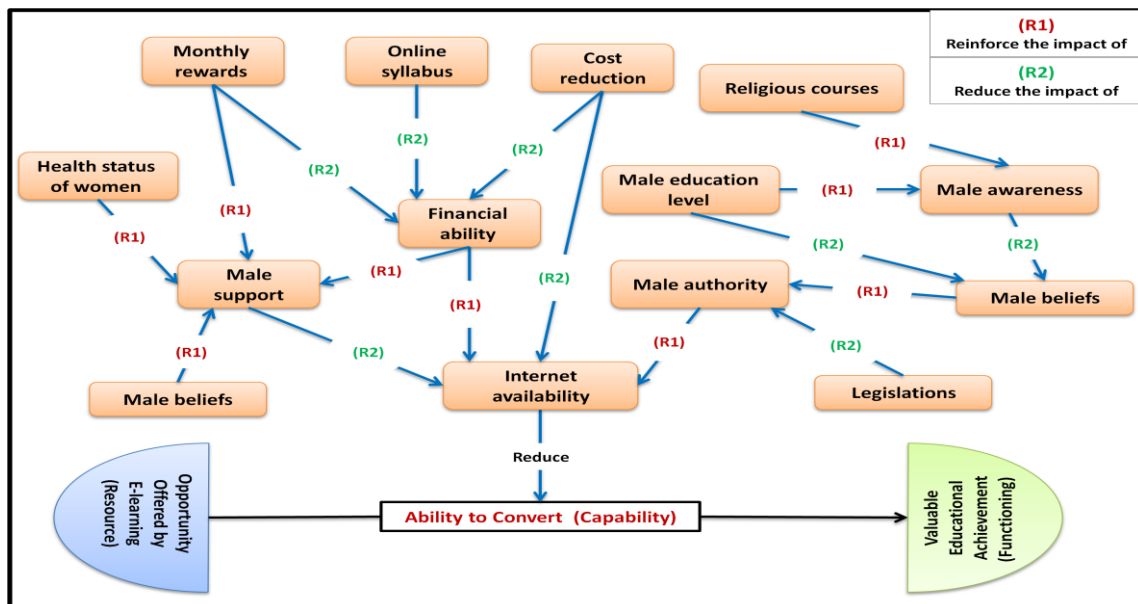 (R1)
Reinforce the impact of
(R2)
Reduce the impact of
Monthly
rewards
Online
syllabus
Cost
reduction
Religious courses
(R1)
(R2)
(R2)
(R2)
Health status
of women
Male education
level
(R1)
Male awareness
(R1)
Financial
ability
(R1)
(R2)
(R2)
(R1)
Male
support
(R2)
Male authority
(R1)
Male beliefs
(R1)
(R1)
(R2)
(R1)
(R2)
Male beliefs
Internet
availability
Legislations
Reduce
Opportunity
Offered by
E-learning
(Resource)
Ability to Convert (Capability)
Valuable
Educational
Achievement
(Functioning)